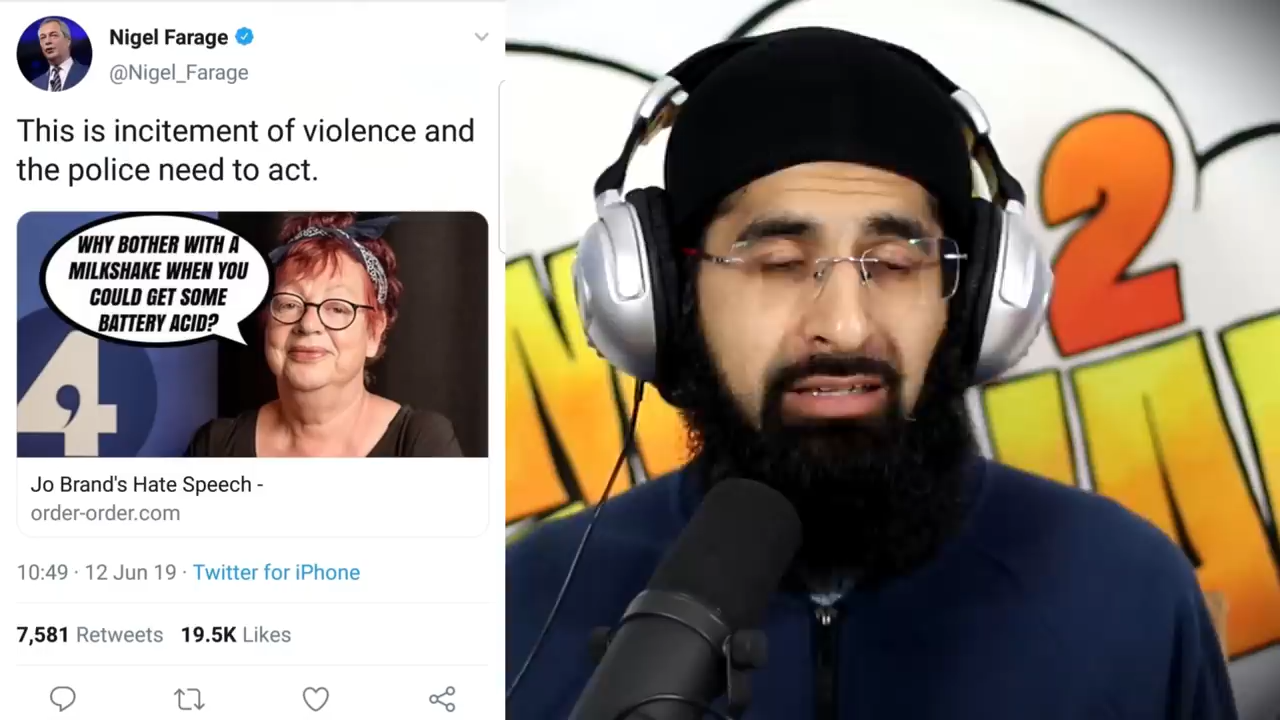 Nigel Farage
@Nigel_Farage
This is incitement of violence and
the police need to act.
WHY BOTHER WITH A
MILKSHAKE WHEN YOU
COULD GET SOME
BATTERY ACID?
4
Jo Brand's Hate Speech -
order-order.com
10:49 · 12 Jun 19 · Twitter for iPhone
7,581 Retweets 19.5K Likes
2